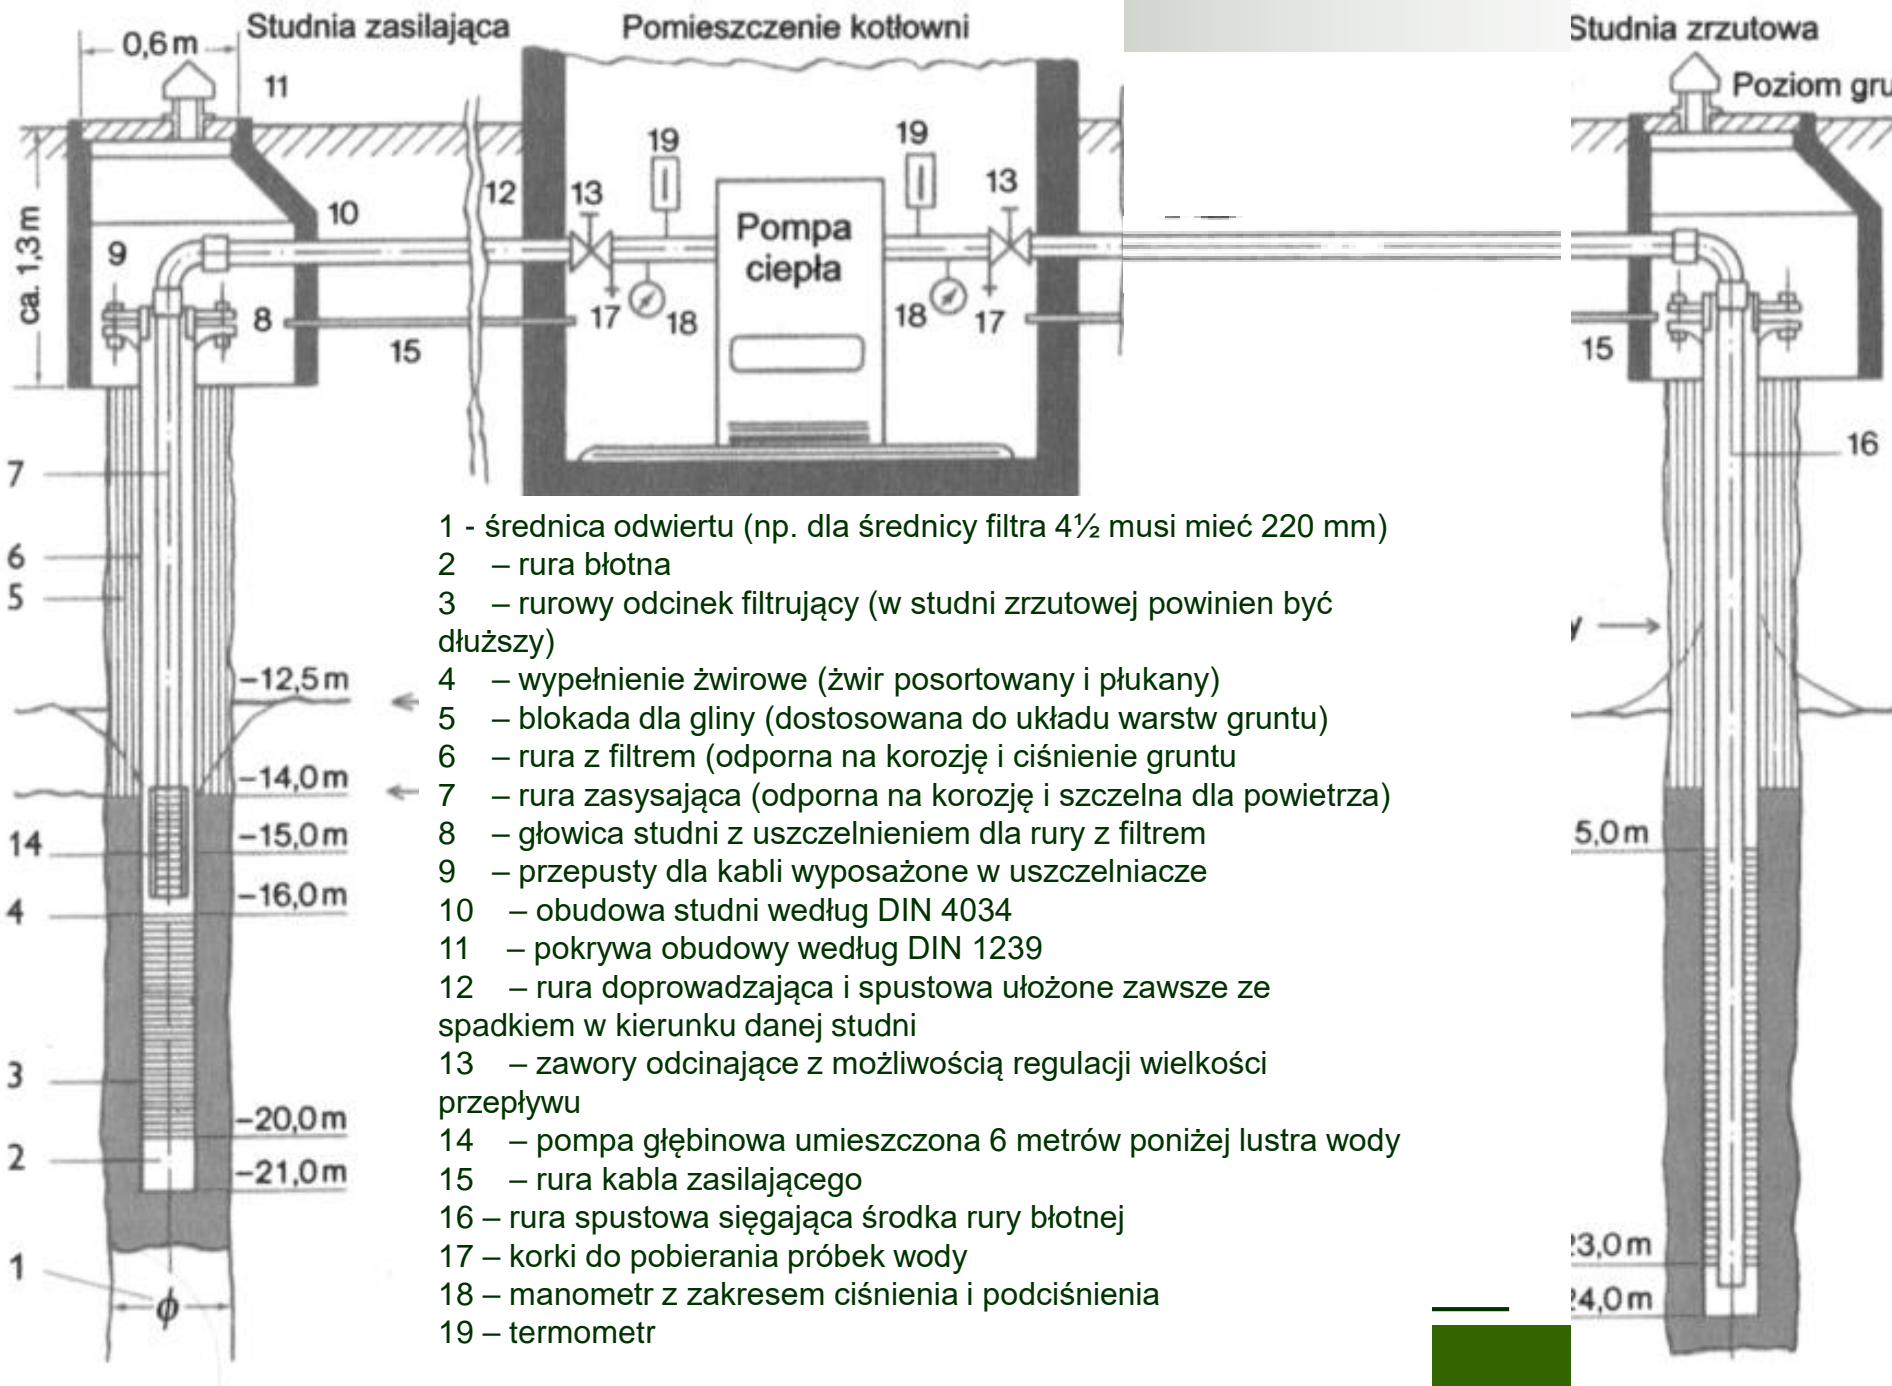 Studnia zasilająca
Pomieszczenie kotłowni
Studnia zrzutowa
0,6 m
11
Poziom gru
ca. 1,3 m
10
9
8
12
13
19
19
13
Pompa
ciepła
17
18
18
17
15
15
7
6
5
16
–12,5 m
–14,0 m
–15,0 m
–16,0 m
–20,0 m
–21,0 m
14
4
3
2
1
ϕ
y
5,0 m
3,0 m
4,0 m
1 - średnica odwiertu (np. dla średnicy filtra 4½ musi mieć 220 mm)
2 – rura błotna
3 – rurowy odcinek filtrujący (w studni zrzutowej powinien być
dłuższy)
4 – wypełnienie żwirowe (żwir posortowany i płukany)
5 – blokada dla gliny (dostosowana do układu warstw gruntu)
6 – rura z filtrem (odporna na korozję i ciśnienie gruntu
7 – rura zasysająca (odporna na korozję i szczelna dla powietrza)
8 – głowica studni z uszczelnieniem dla rury z filtrem
9 – przepusty dla kabli wyposażone w uszczelniacze
10 – obudowa studni według DIN 4034
11 – pokrywa obudowy według DIN 1239
12 – rura doprowadzająca i spustowa ułożone zawsze ze
spadkiem w kierunku danej studni
13 – zawory odcinające z możliwością regulacji wielkości
przepływu
14 – pompa głębinowa umieszczona 6 metrów poniżej lustra wody
15 – rura kabla zasilającego
16 – rura spustowa sięgająca środka rury błotnej
17 – korki do pobierania próbek wody
18 – manometr z zakresem ciśnienia i podciśnienia
19 – termometr